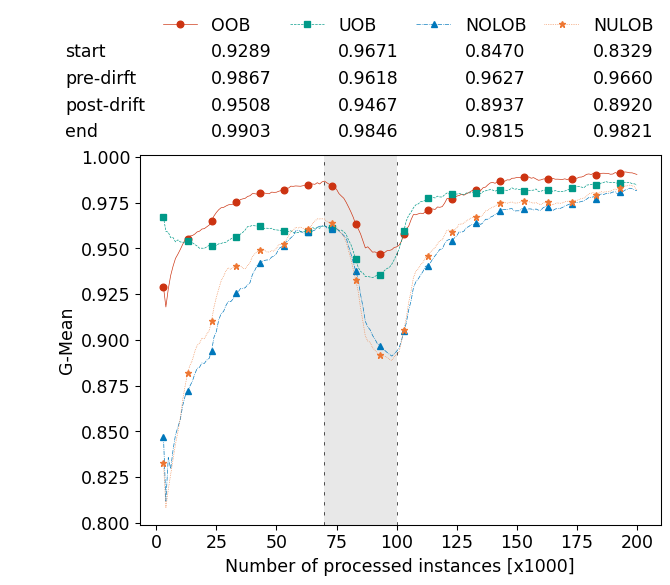 OOB UOB NOLOB NULOB
start 0.9289 0.9671 0.8470 0.8329
pre-dirft 0.9867 0.9618 0.9627 0.9660
post-drift 0.9508 0.9467 0.8937 0.8920
end 0.9903 0.9846 0.9815 0.9821
1.000
0.975
0.950
0.925
0.900
0.875
0.850
0.825
0.800
G-Mean
0 25 50 75 100 125 150 175 200
Number of processed instances [x1000]